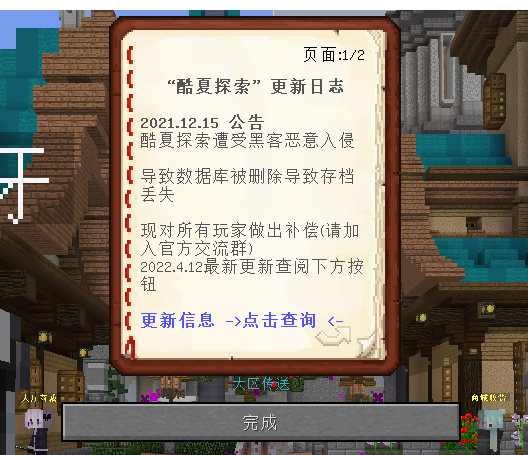 页面:1/2
“酷夏探索”更新日志
2021.12.15 公告
酷夏探索遭受黑客恶意入侵
导致数据库被删除导致存档
丢失
现对所有玩家做出补偿(请加
入官方交流群)
2022.4.12最新更新查阅下方按
钮
更新信息 ->点击查询 <-
大区传送
完成